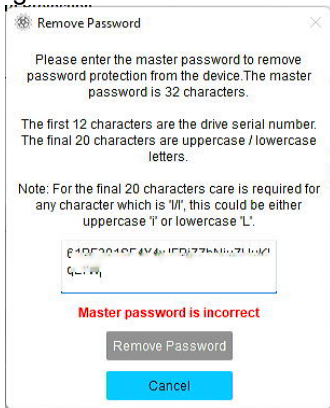 Remove Password
Please enter the master password to remove
password protection from the device.The master
password is 32 characters.
The first 12 characters are the drive serial number.
The final 20 characters are uppercase / lowercase
letters.
Note: For the final 20 characters care is required for
any character which is 'I/l', this could be either
uppercase 'i' or lowercase 'L'.
Master password is incorrect
Remove Password
Cancel